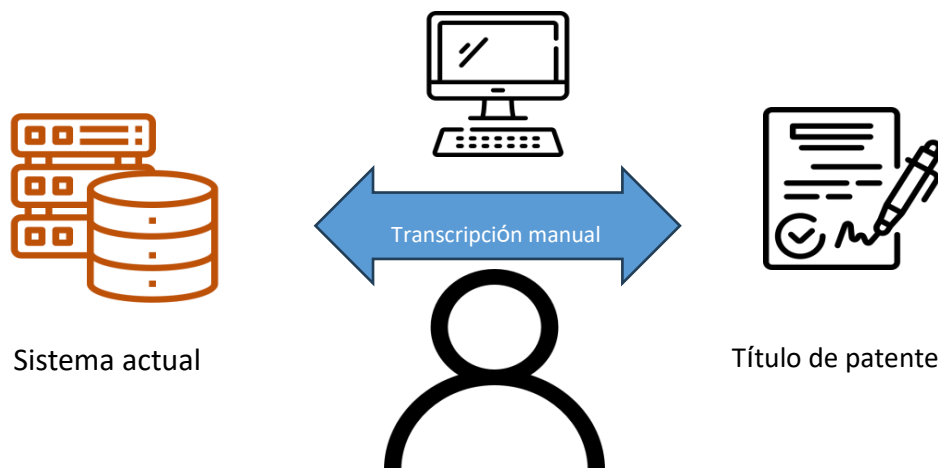 Transcripción manual
Sistema actual
Título de patente